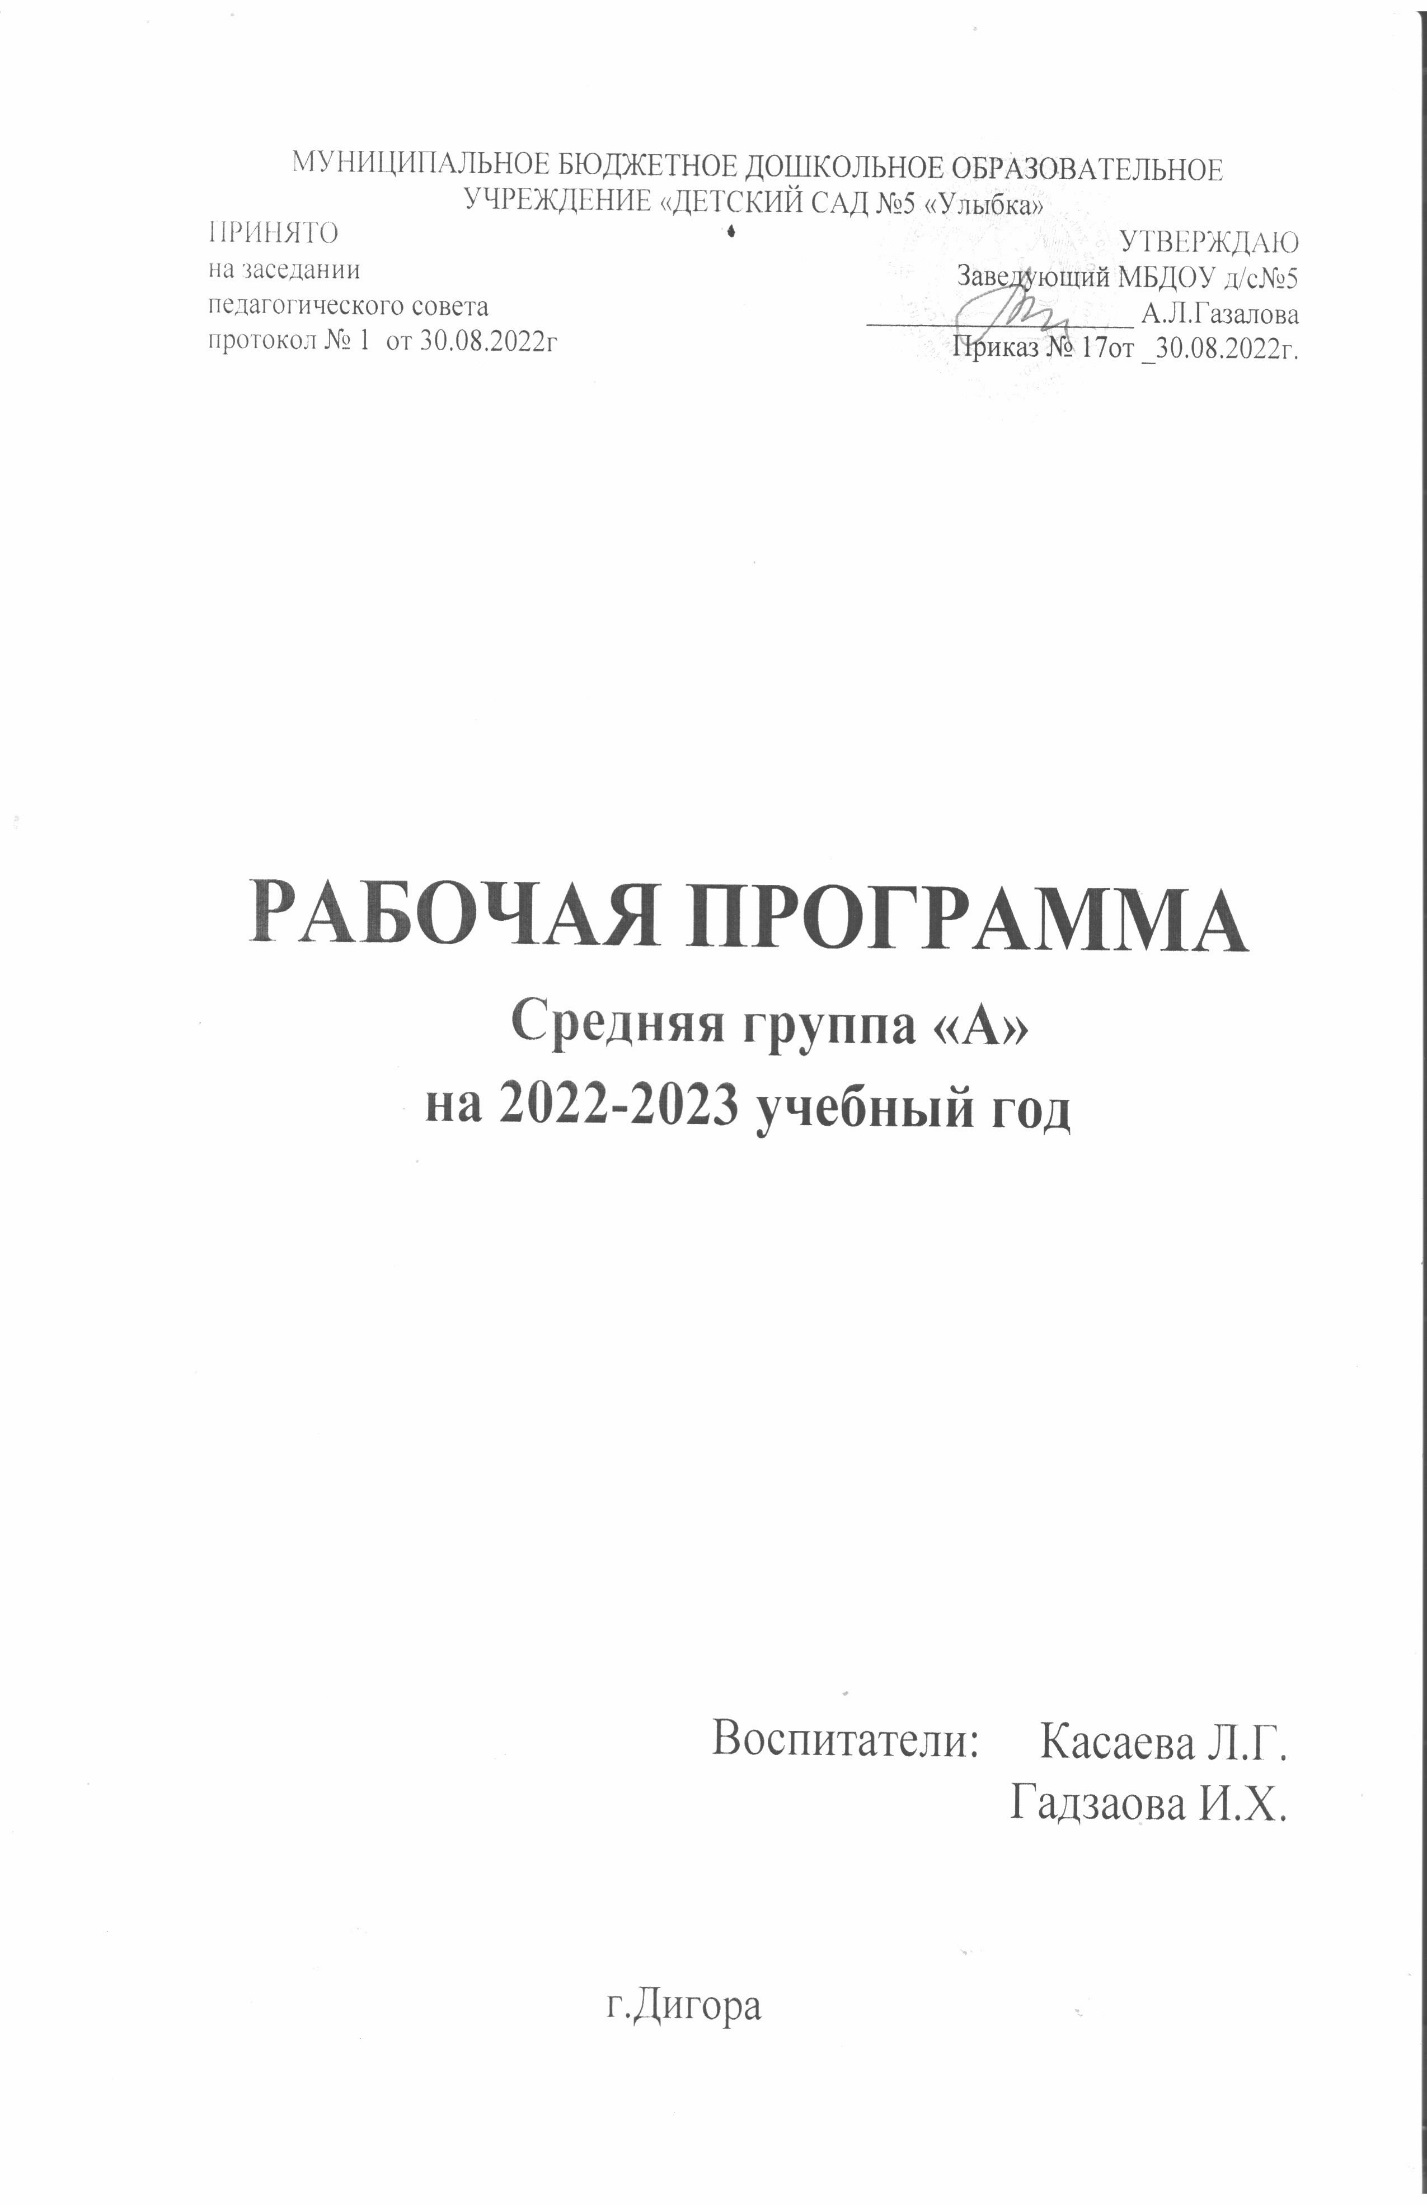 МУНИЦИПАЛЬНОЕ БЮДЖЕТНОЕ ДОШКОЛЬНОЕ ОБРАЗОВАТЕЛЬНОЕ
УЧРЕЖДЕНИЕ «ДЕТСКИЙ САД №5 «Улыбка»
ПРИНЯТО
на заседании
педагогического совета
протокол № 1 от 30.08.2022г
УТВЕРЖДАЮ
Заведующий МБДОУ д/с№5
___________________ А.Л.Газалова
Приказ № 17от _30.08.2022г.
РАБОЧАЯ ПРОГРАММА
Средняя группа «А»
на 2022-2023 учебный год
Воспитатели: Касаева Л.Г.
Гадзаова И.Х.
г.Дигора